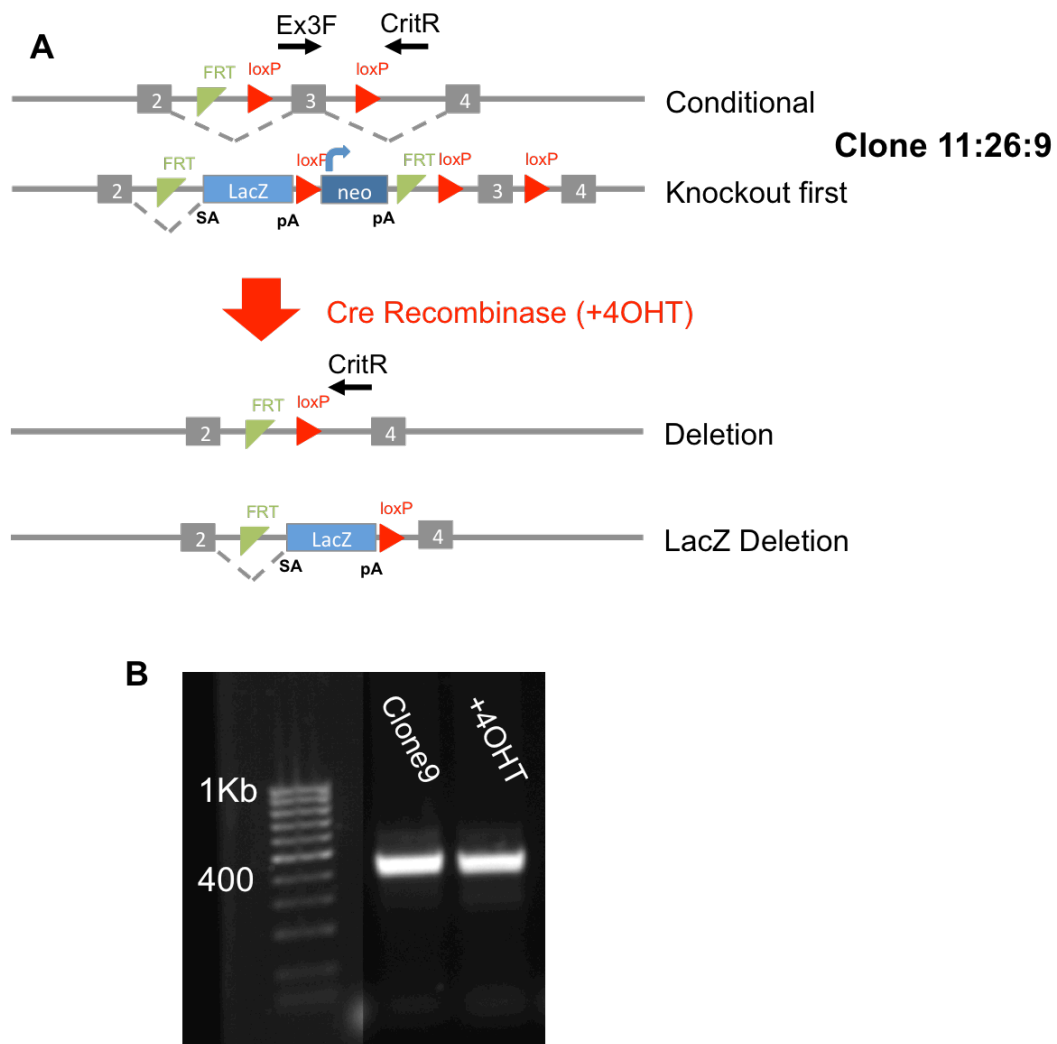 A
Ex3F CritR
FRT loxP loxP
2 3 4
Conditional
Clone 11:26:9
FRT loxP FRT loxP loxP
2 LacZ neo 3 4
Knockout first
SA pA pA
Cre Recombinase (+4OHT)
CritR
FRT loxP
2 4
Deletion
FRT loxP
2 LacZ 4
LacZ Deletion
SA pA
B
Clone9 +4OHT
1Kb
400